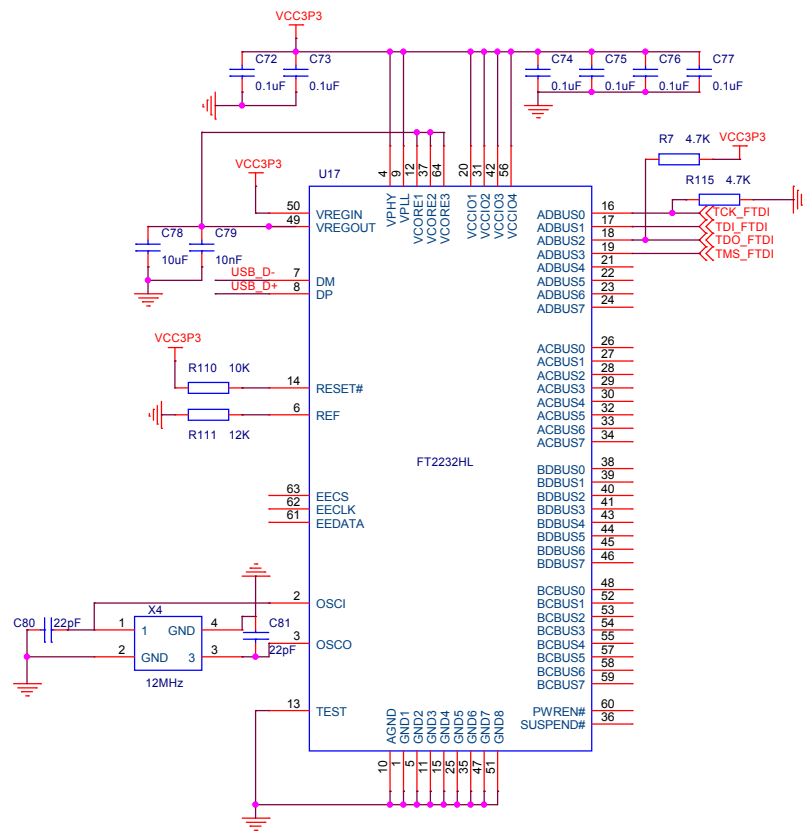 VCC3P3
C72 C73 C74 C75 C76 C77
0.1uF 0.1uF 0.1uF 0.1uF 0.1uF 0.1uF
R7 4.7K
VCC3P3
R115 4.7K
VCC3P3
U17
4 9 12 37 64 20 31 42 56
VPHY VPLL VCORE1 VCORE2 VCORE3 VCCIO1 VCCIO2 VCCIO3 VCCIO4
50 VREGIN
49 VREGOUT
C78 C79
10uF 10nF
USB_D- 7 DM
USB_D+ 8 DP
VCC3P3
R110 10K 14 RESET#
6 REF
R111 12K
FT2232HL
63 EECS
62 EECLK
61 EEDATA
2 OSCI
C80 22pF X4 C81
1 1 GND 4
2 GND 3 3
22pF
3 OSCO
12MHz
13 TEST
ADBUS0 16 TCK_FTDI
ADBUS1 17 TDI_FTDI
ADBUS2 18 TDO_FTDI
ADBUS3 19 TMS_FTDI
ADBUS4 21
ADBUS5 22
ADBUS6 23
ADBUS7 24
ACBUS0 26
ACBUS1 27
ACBUS2 28
ACBUS3 29
ACBUS4 30
ACBUS5 32
ACBUS6 33
ACBUS7 34
BDBUS0 38
BDBUS1 39
BDBUS2 40
BDBUS3 41
BDBUS4 43
BDBUS5 44
BDBUS6 45
BDBUS7 46
BCBUS0 48
BCBUS1 52
BCBUS2 53
BCBUS3 54
BCBUS4 55
BCBUS5 57
BCBUS6 58
BCBUS7 59
PWREN# 60
SUSPEND# 36
AGND GND1 GND2 GND3 GND4 GND5 GND6 GND7 GND8
10 1 5 11 15 25 35 47 51